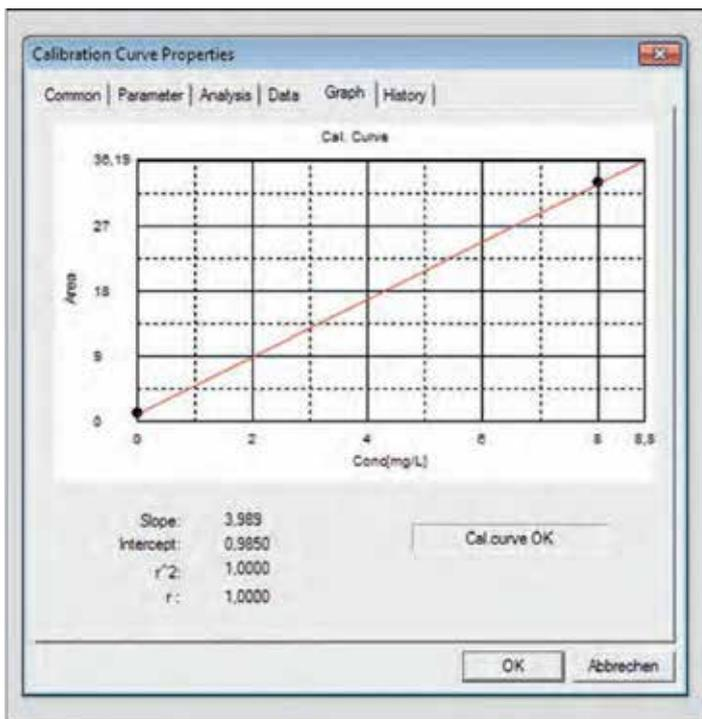 Calibration Curve Properties
Common | Parameter | Analysis | Data Graph | History |
Cal. Curve
36,19
27
18
9
0
Area
0 2 4 6 8 8,8
Conc[mg/L]
Slope: 3.989
Intercept: 0.9850
r^2: 1,0000
r : 1,0000
Cal.curve OK
OK Abbrechen